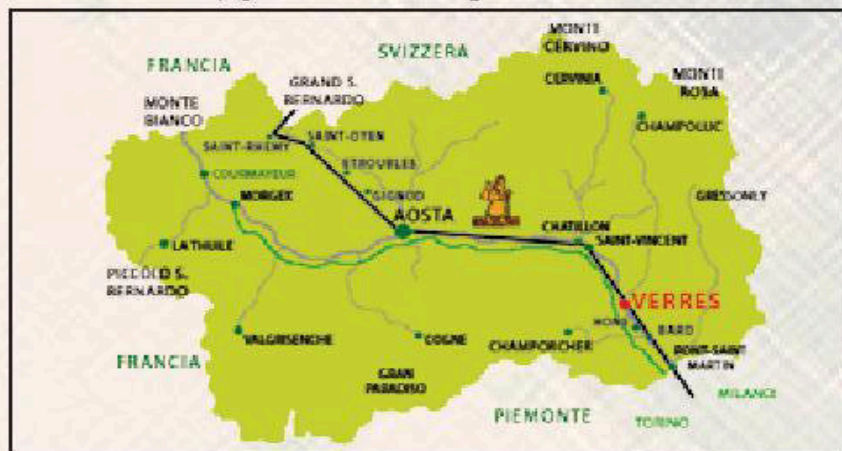 MONTE
CERVINO
SVIZZERA
FRANCIA
CERVINIA
MONTE
ROSA
GRAND S.
BERNARDO
MONTE
BIANCO
CHAMPOLUC
SAINT-OYEN
SAINT-RHEMY
ETROUBLES
COURMAYEUR
GIGNOD
GRESSONEY
MORGEX
AOSTA
CHATILLON
SAINT-VINCENT
LA THUILE
PICCOLO S.
BERNARDO
VERRES
HONE
BARD
VALGRISENCHE
COGNE
CHAMPORCHER
PONT-SAINT
MARTIN
FRANCIA
GRAN
PARADISO
MILANO
PIEMONTE
TORINO